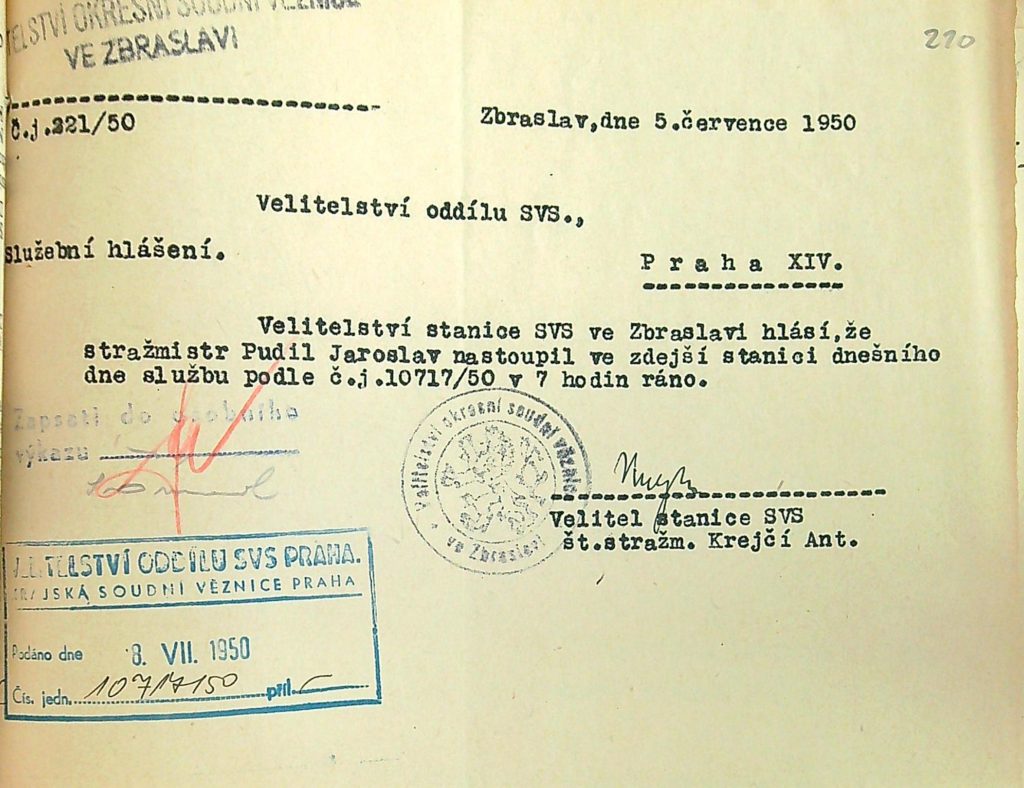 210
TELSTVÍ OKRESNÍ SOUDNÍ VĚZNICE
VE ZBRASLAVI
č.j.221/50
Zbraslav,dne 5.července 1950
Velitelství oddílu SVS.,
služební hlášení.
P r a h a XIV.
Velitelství stanice SVS ve Zbraslavi hlásí,že
stražmistr Pudil Jaroslav nastoupil ve zdejší stanici dnešního
dne službu podle č.j.10717/50 v 7 hodin ráno.
Zapsati do osobního
výkazu
Velitelství okresní soudní věznice
ve Zbraslavi
Velitel stanice SVS
št.stražm. Krejčí Ant.
VELITELSTVÍ ODDÍLU SVS PRAHA.
KRAJSKÁ SOUDNÍ VĚZNICE PRAHA
Podáno dne 8. VII. 1950
Čís. jedn. 10717/50 příl.